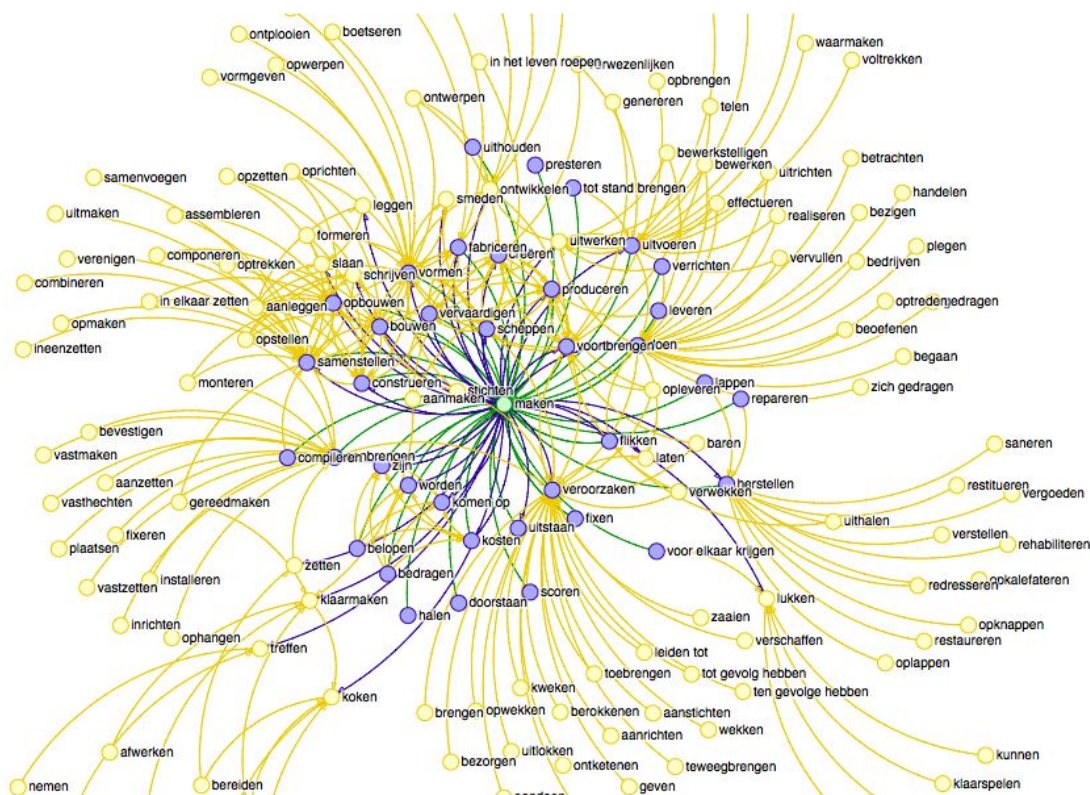 ontplooien
boetseren
waarmaken
voltrekken
opwerpen
in het leven roepen
vormgeven
opbrengen
ontwerpen
genereren
telen
uithouden
bewerkstelligen
presteren
bewerken
betrachten
samenvoegen
opzetten
oprichten
uitrichten
ontwikkelen
tot stand brengen
handelen
leggen
smeden
effectueren
uitmaken
assembleren
realiseren
bezigen
formeren
uitwerken
uitvoeren
plegen
fabriceren
verenigen
componeren
optrekken
slaan
schrijven
vormen
verrichten
vervullen
bedrijven
combineren
produceren
in elkaar zetten
aanleggen
opbouwen
vervaardigen
leveren
opmaken
bouwen
scheppen
beoefenen
opstellen
ineenzetten
voortbrengen
samenstellen
begaan
monteren
construeren
stichten
opleveren
lappen
zich gedragen
aanmaken
maken
repareren
bevestigen
flikken
baren
saneren
vastmaken
compileren
zijn
laten
aanzetten
worden
veroorzaken
verwekken
herstellen
restitueren
vergoeden
vasthechten
gereedmaken
komen op
fixeren
uitstaan
fixen
uithalen
verstellen
plaatsen
belopen
kosten
voor elkaar krijgen
rehabiliteren
zetten
vastzetten
installeren
bedragen
redresseren
opkalefateren
klaarmaken
halen
doorstaan
scoren
lukken
inrichten
zaaien
opknappen
ophangen
treffen
verschaffen
restaureren
leiden tot
oplappen
koken
kweken
toebrengen
tot gevolg hebben
ten gevolge hebben
brengen
opwekken
berokkenen
aanstichten
aanrichten
wekken
afwerken
uitlokken
kunnen
bezorgen
ontketenen
teweegbrengen
nemen
bereiden
geven
klaarspelen